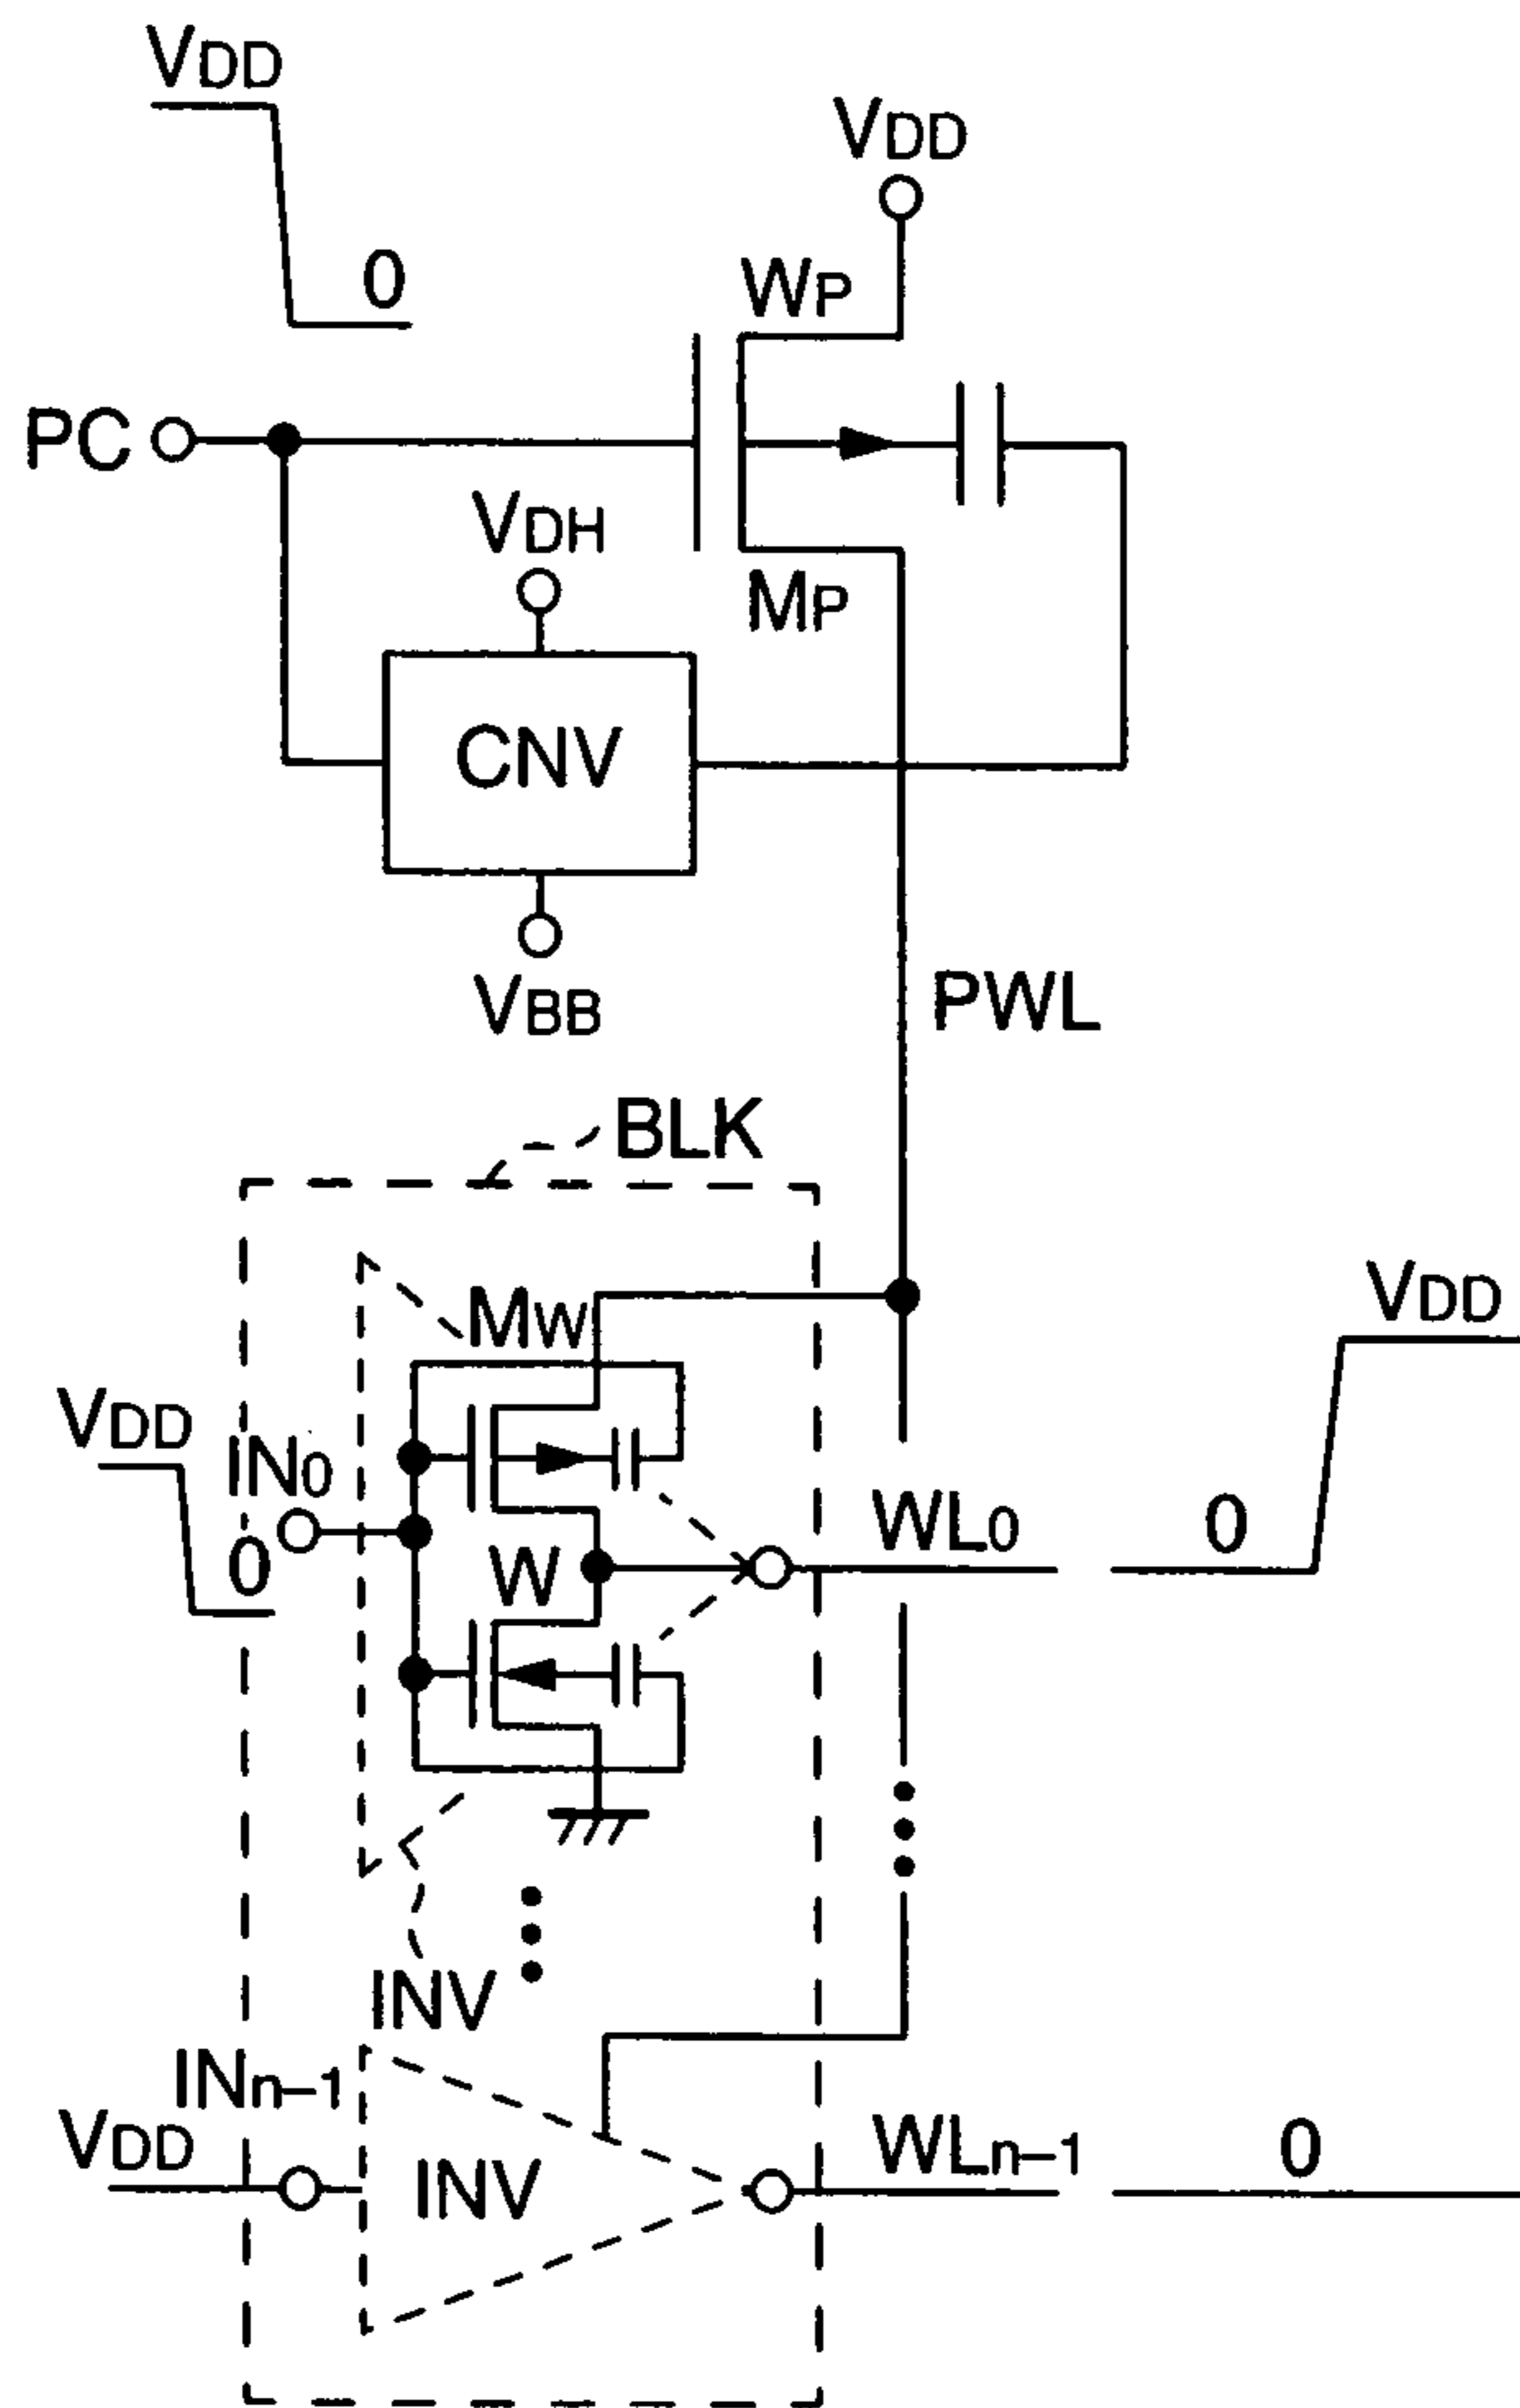 VDD
VDD
0
WP
PC
VDH
MP
CNV
VBB
PWL
BLK
VDD
MW
VDD
IN0
WL0
0
0
W
INV
INn-1
VDD
WLn-1
0
INV